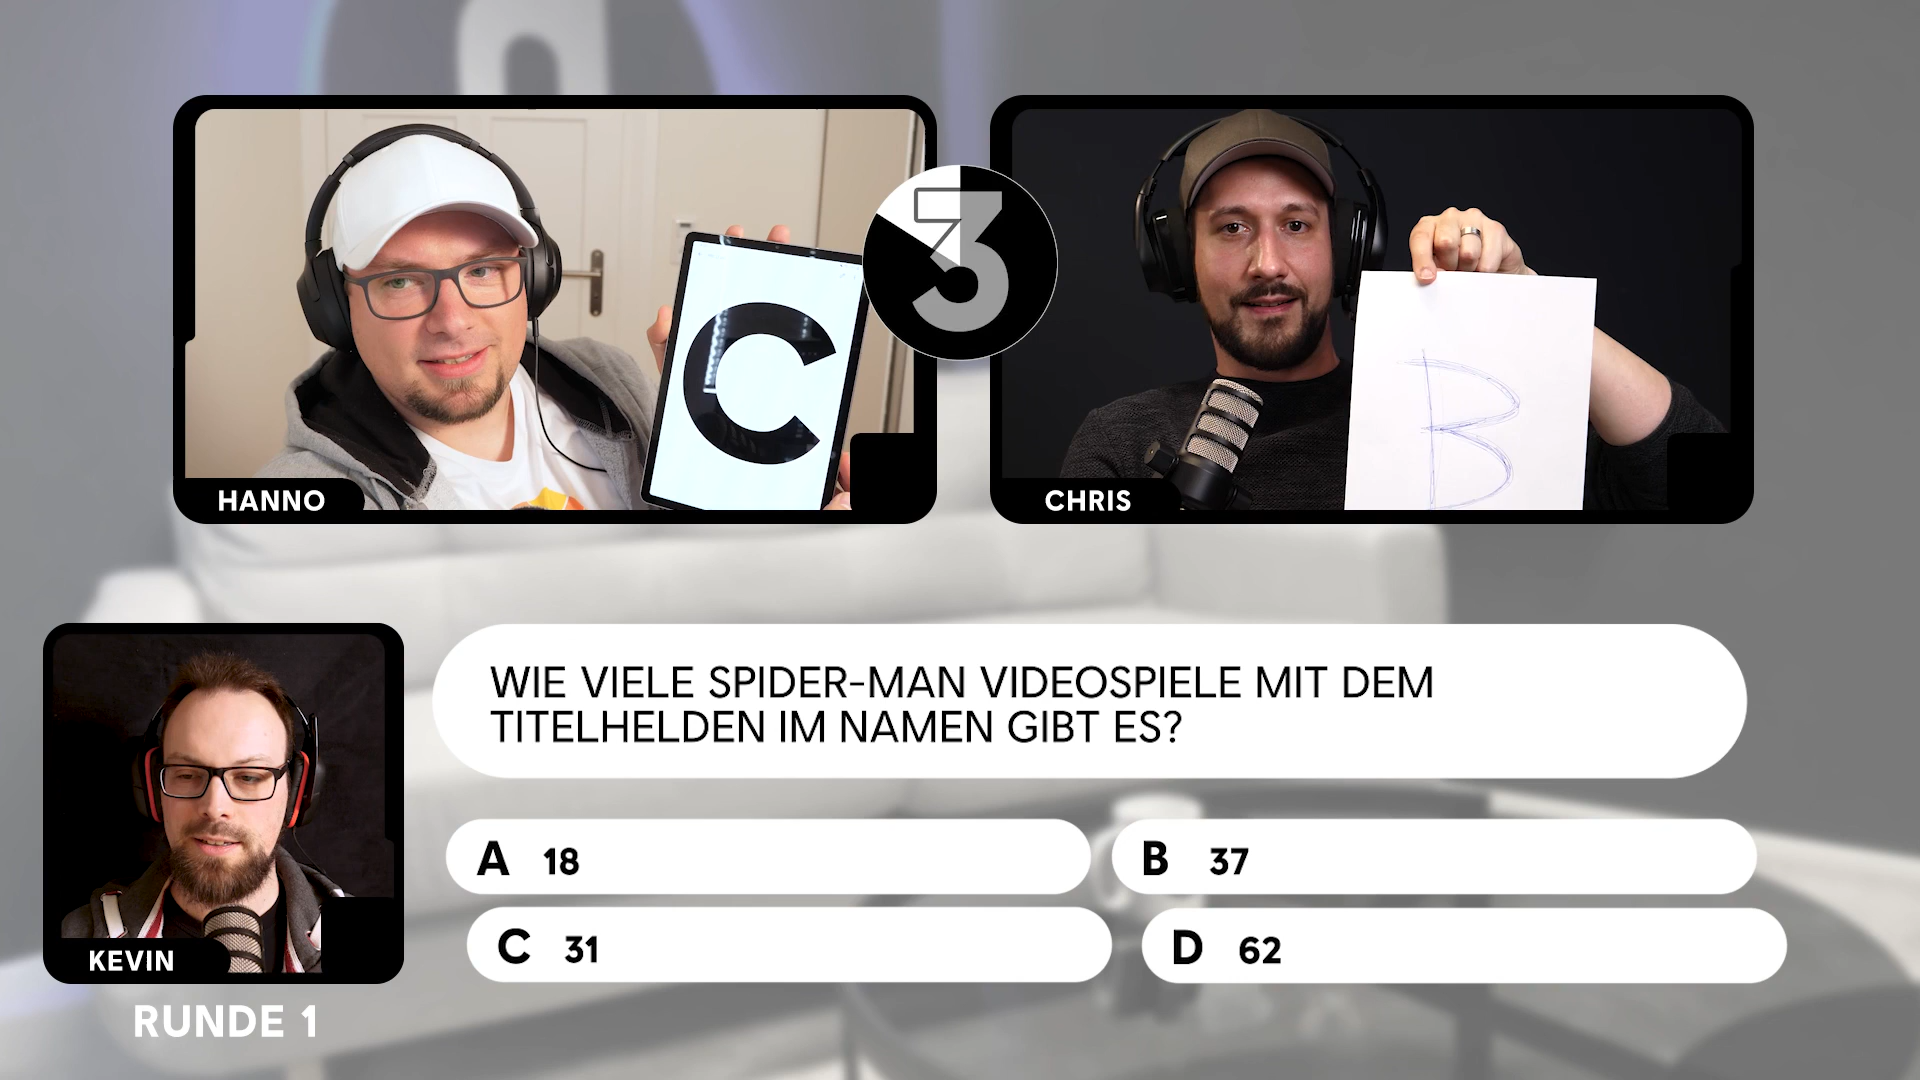 C
3
B
HANNO
CHRIS
WIE VIELE SPIDER-MAN VIDEOSPIELE MIT DEM
TITELHELDEN IM NAMEN GIBT ES?
A 18
B 37
C 31
D 62
KEVIN
RUNDE 1